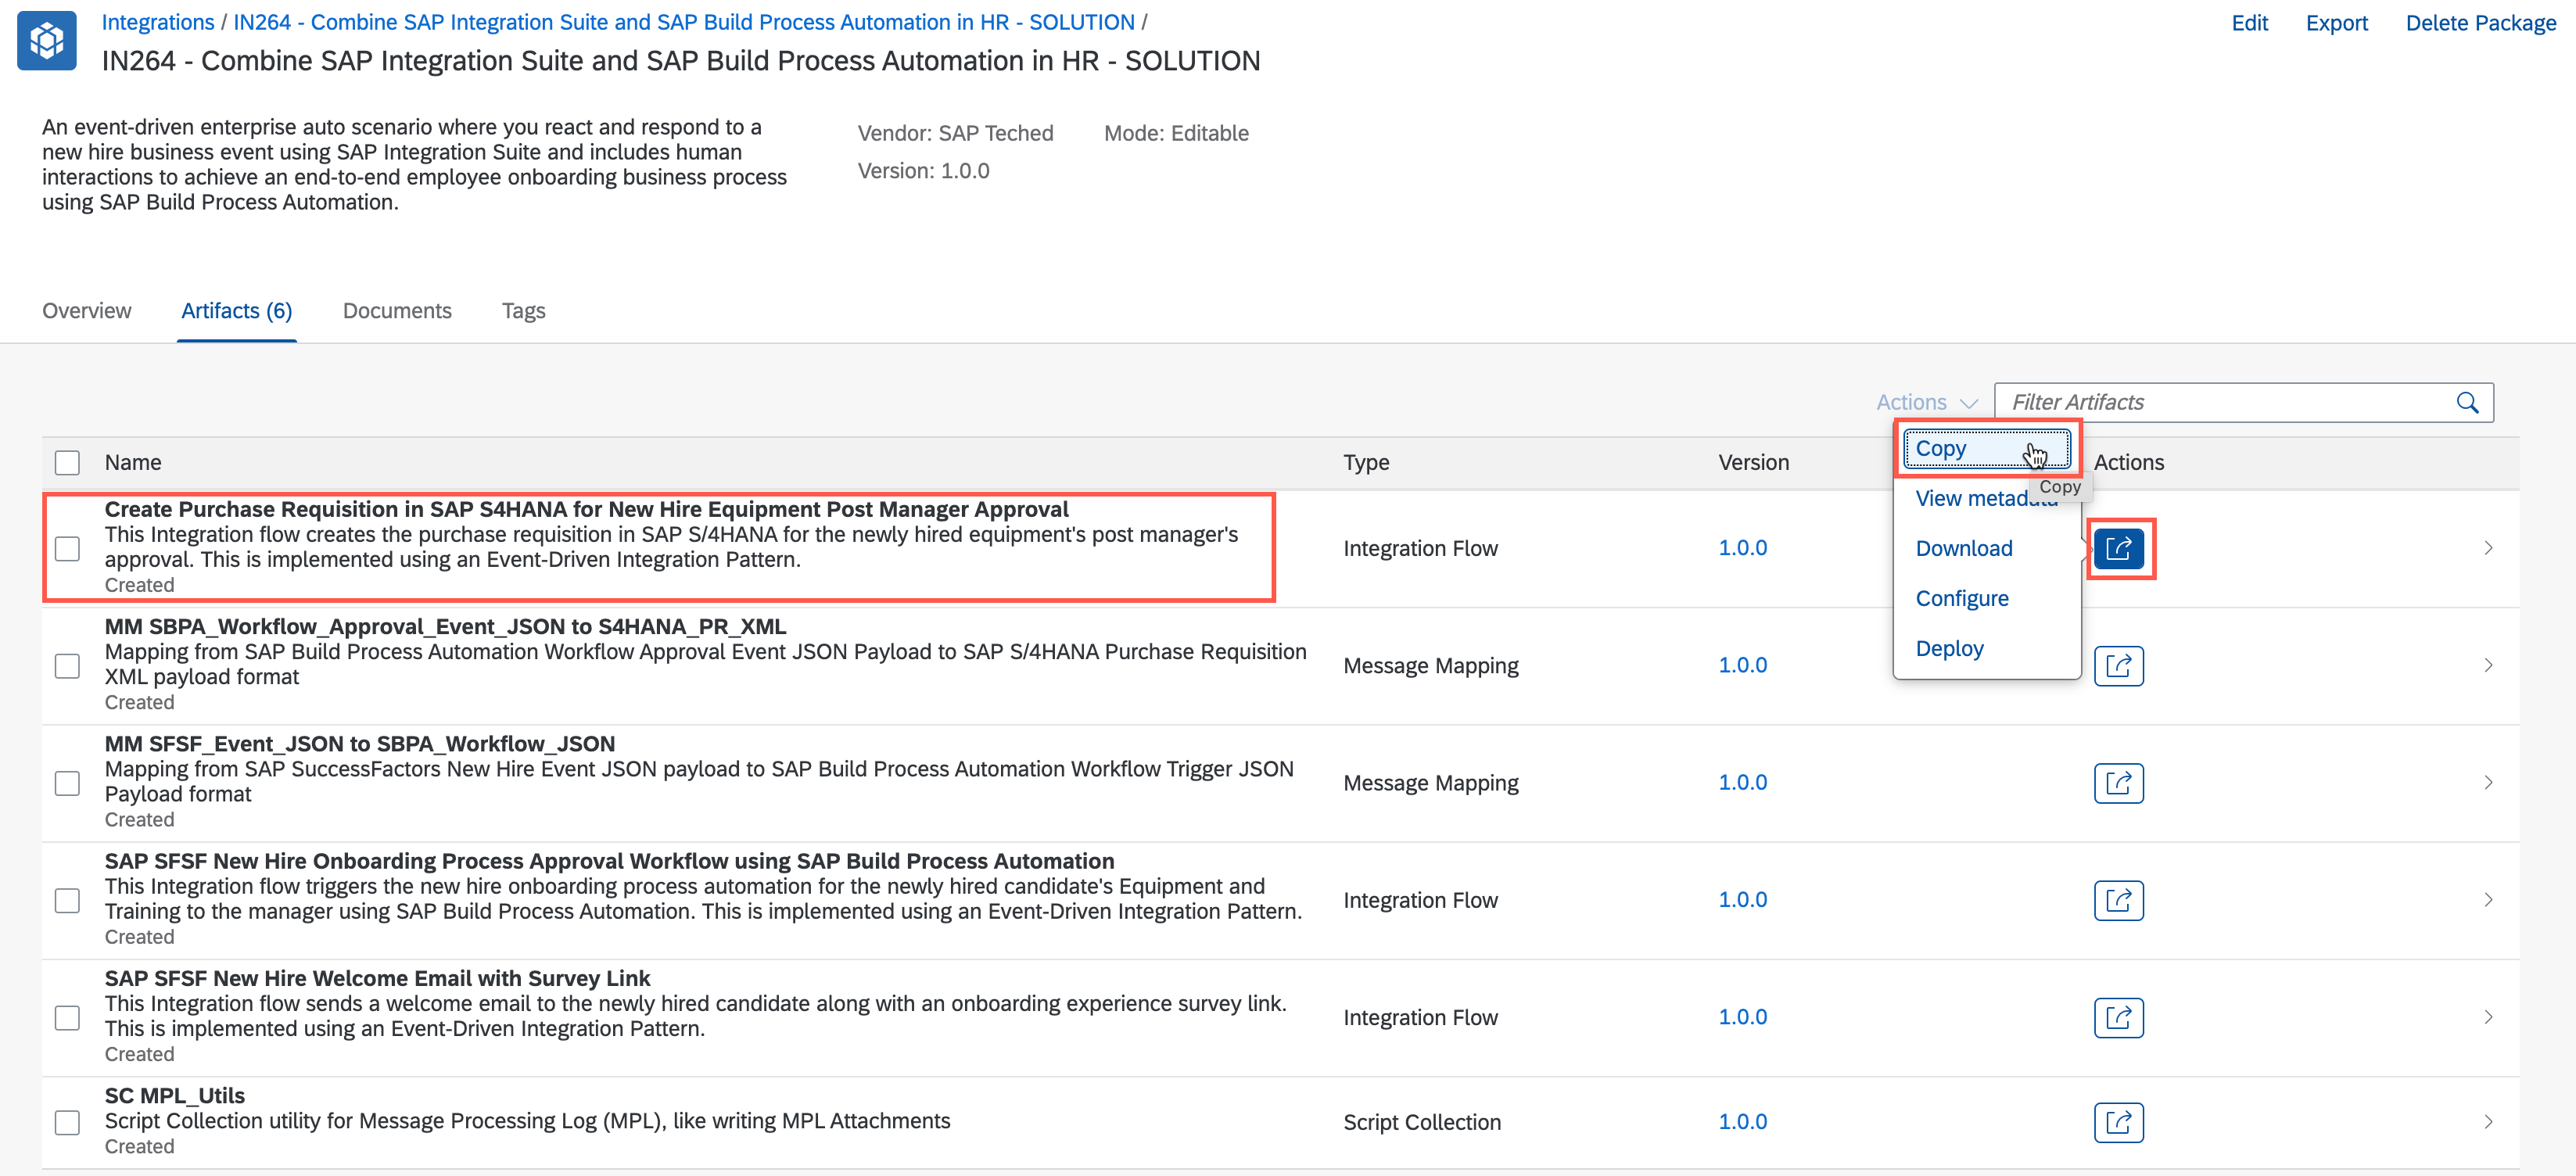 Integrations / IN264 - Combine SAP Integration Suite and SAP Build Process Automation in HR - SOLUTION /
Edit Export Delete Package
IN264 - Combine SAP Integration Suite and SAP Build Process Automation in HR - SOLUTION
An event-driven enterprise auto scenario where you react and respond to a
new hire business event using SAP Integration Suite and includes human
interactions to achieve an end-to-end employee onboarding business process
using SAP Build Process Automation.
Vendor: SAP Teched Mode: Editable
Version: 1.0.0
Overview Artifacts (6) Documents Tags
Actions Filter Artifacts
Name Type Version Actions
Copy
Copy
View metadata
Download
Configure
Deploy
Create Purchase Requisition in SAP S4HANA for New Hire Equipment Post Manager Approval
This Integration flow creates the purchase requisition in SAP S/4HANA for the newly hired equipment's post manager's
approval. This is implemented using an Event-Driven Integration Pattern.
Created
Integration Flow 1.0.0
MM SBPA_Workflow_Approval_Event_JSON to S4HANA_PR_XML
Mapping from SAP Build Process Automation Workflow Approval Event JSON Payload to SAP S/4HANA Purchase Requisition
XML payload format
Created
Message Mapping 1.0.0
MM SFSF_Event_JSON to SBPA_Workflow_JSON
Mapping from SAP SuccessFactors New Hire Event JSON payload to SAP Build Process Automation Workflow Trigger JSON
Payload format
Created
Message Mapping 1.0.0
SAP SFSF New Hire Onboarding Process Approval Workflow using SAP Build Process Automation
This Integration flow triggers the new hire onboarding process automation for the newly hired candidate's Equipment and
Training to the manager using SAP Build Process Automation. This is implemented using an Event-Driven Integration Pattern.
Created
Integration Flow 1.0.0
SAP SFSF New Hire Welcome Email with Survey Link
This Integration flow sends a welcome email to the newly hired candidate along with an onboarding experience survey link.
This is implemented using an Event-Driven Integration Pattern.
Created
Integration Flow 1.0.0
SC MPL_Utils
Script Collection utility for Message Processing Log (MPL), like writing MPL Attachments
Created
Script Collection 1.0.0